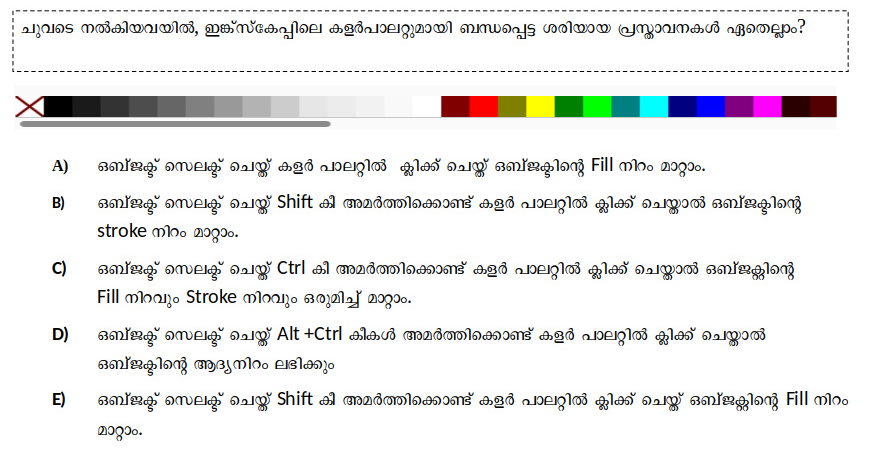 ചുവടെ നൽകിയവയിൽ, ഇങ്ക്സ്കേപ്പിലെ കളർപാലറ്റുമായി ബന്ധപ്പെട്ട ശരിയായ പ്രസ്താവനകൾ ഏതെല്ലാം?
A) ഒബ്ജക്ട് സെലക്ട് ചെയ്ത് കളർ പാലറ്റിൽ ക്ലിക്ക് ചെയ്ത് ഒബ്ജക്ടിന്റെ Fill നിറം മാറ്റാം.
B) ഒബ്ജക്ട് സെലക്ട് ചെയ്ത് Shift കീ അമർത്തിക്കൊണ്ട് കളർ പാലറ്റിൽ ക്ലിക്ക് ചെയ്താൽ ഒബ്ജക്ടിന്റെ
stroke നിറം മാറ്റാം.
C) ഒബ്ജക്ട് സെലക്ട് ചെയ്ത് Ctrl കീ അമർത്തിക്കൊണ്ട് കളർ പാലറ്റിൽ ക്ലിക്ക് ചെയ്താൽ ഒബ്ജക്റ്റിന്റെ
Fill നിറവും Stroke നിറവും ഒരുമിച്ച് മാറ്റാം.
D) ഒബ്ജക്ട് സെലക്ട് ചെയ്ത് Alt +Ctrl കീകൾ അമർത്തിക്കൊണ്ട് കളർ പാലറ്റിൽ ക്ലിക്ക് ചെയ്താൽ
ഒബ്ജക്ടിന്റെ ആദ്യനിറം ലഭിക്കും
E) ഒബ്ജക്ട് സെലക്ട് ചെയ്ത് Shift കീ അമർത്തിക്കൊണ്ട് കളർ പാലറ്റിൽ ക്ലിക്ക് ചെയ്ത് ഒബ്ജക്റ്റിന്റെ Fill നിറം
മാറ്റാം.